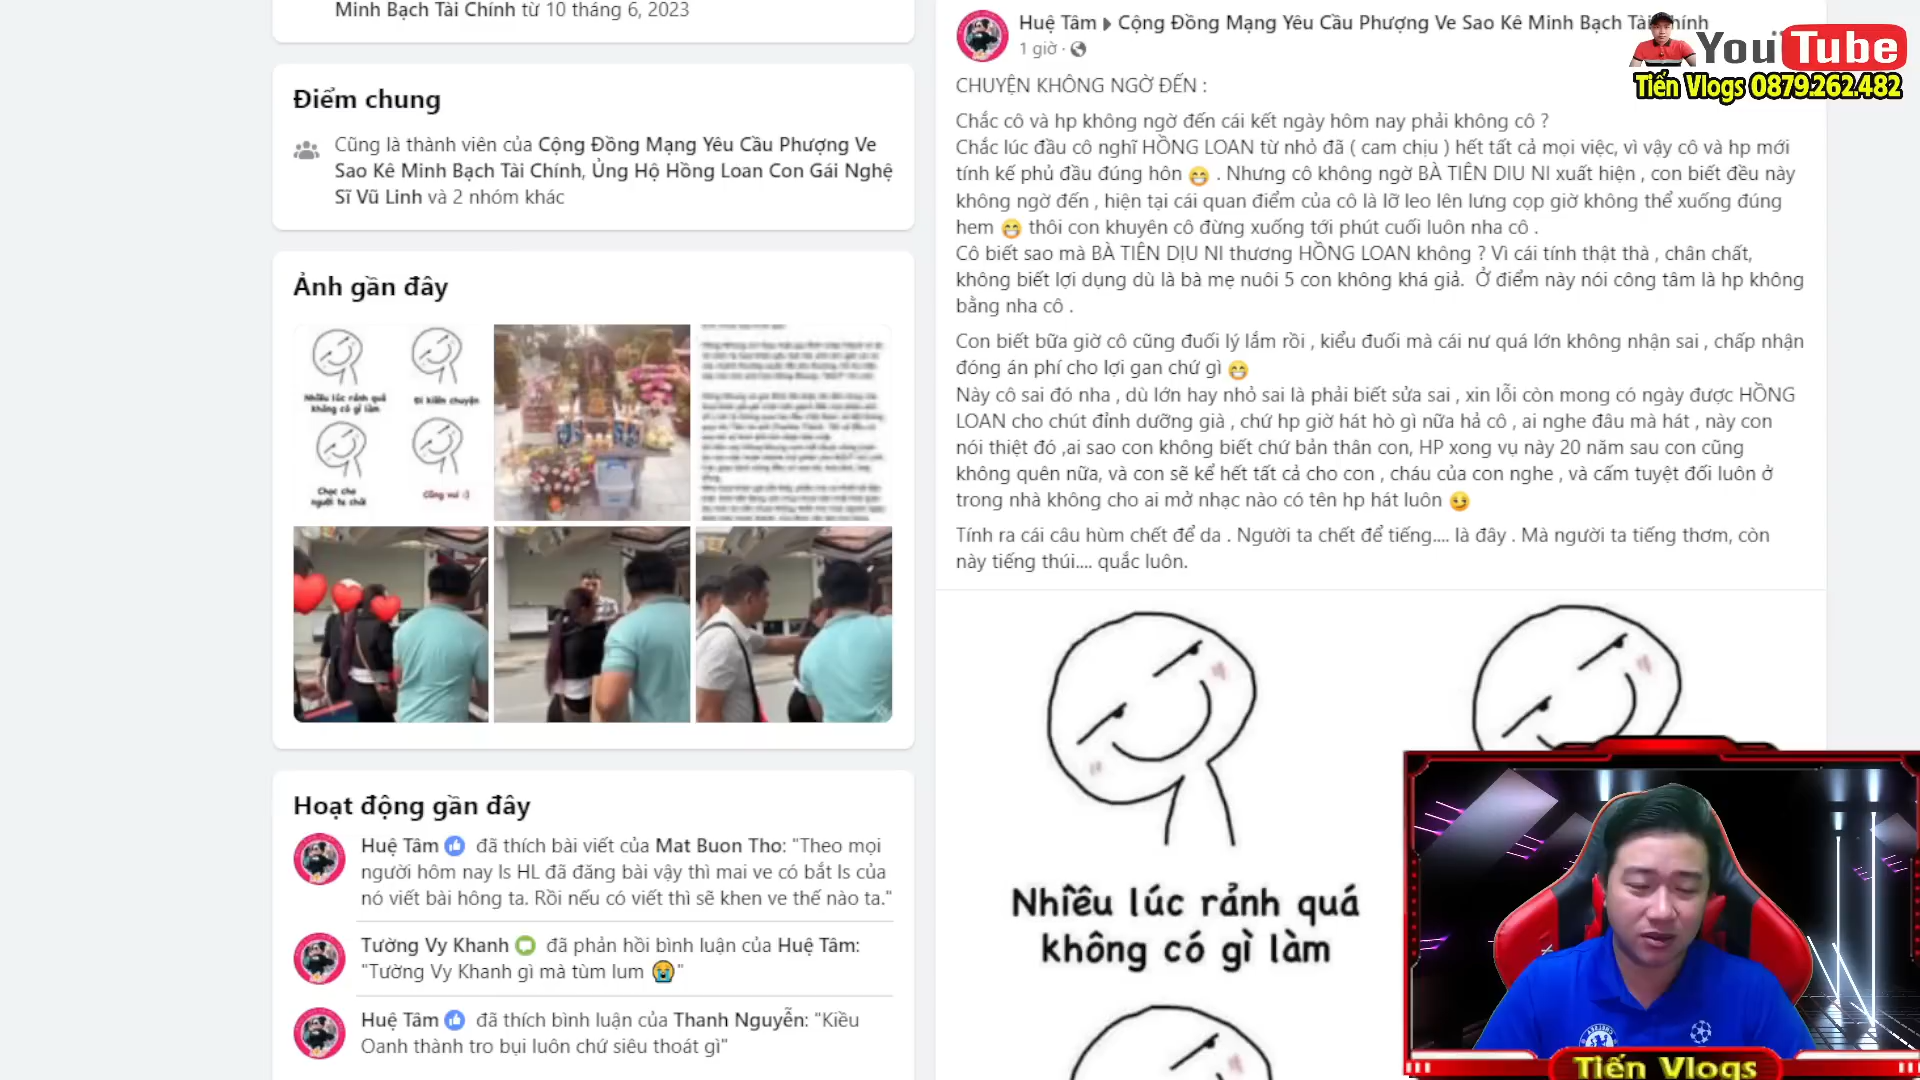 Minh Bạch Tài Chính từ 10 tháng 6, 2023
Điểm chung
Cũng là thành viên của Cộng Đồng Mạng Yêu Cầu Phượng Ve
Sao Kê Minh Bạch Tài Chính, Ủng Hộ Hồng Loan Con Gái Nghệ
Sĩ Vũ Linh và 2 nhóm khác
Ảnh gần đây
Nhiều lúc rảnh quá
không có gì làm
Đi kiếm chuyện
Chọc cho
người ta chửi
Cũng vui :)
Hoạt động gần đây
Huệ Tâm đã thích bài viết của Mat Buon Tho: "Theo mọi
người hôm nay ls HL đã đăng bài vậy thì mai ve có bắt ls của
nó viết bài hông ta. Rồi nếu có viết thì sẽ khen ve thế nào ta."
Tường Vy Khanh đã phản hồi bình luận của Huệ Tâm:
"Tường Vy Khanh gì mà tùm lum 😭"
Huệ Tâm đã thích bình luận của Thanh Nguyễn: "Kiều
Oanh thành tro bụi luôn chứ siêu thoát gì"
Huệ Tâm ▸ Cộng Đồng Mạng Yêu Cầu Phượng Ve Sao Kê Minh Bạch Tài Chính
1 giờ ·
CHUYỆN KHÔNG NGỜ ĐẾN :
Chắc cô và hp không ngờ đến cái kết ngày hôm nay phải không cô ?
Chắc lúc đầu cô nghĩ HỒNG LOAN từ nhỏ đã ( cam chịu ) hết tất cả mọi việc, vì vậy cô và hp mới
tính kế phủ đầu đúng hôn 😁 . Nhưng cô không ngờ BÀ TIÊN DIU NI xuất hiện , con biết đều này
không ngờ đến , hiện tại cái quan điểm của cô là lỡ leo lên lưng cọp giờ không thể xuống đúng
hem 😁 thôi con khuyên cô đừng xuống tới phút cuối luôn nha cô .
Cô biết sao mà BÀ TIÊN DỊU NI thương HỒNG LOAN không ? Vì cái tính thật thà , chân chất,
không biết lợi dụng dù là bà mẹ nuôi 5 con không khá giả. Ở điểm này nói công tâm là hp không
bằng nha cô .
Con biết bữa giờ cô cũng đuối lý lắm rồi , kiểu đuối mà cái nư quá lớn không nhận sai , chấp nhận
đóng án phí cho lợi gan chứ gì 😁
Này cô sai đó nha , dù lớn hay nhỏ sai là phải biết sửa sai , xin lỗi còn mong có ngày được HỒNG
LOAN cho chút đỉnh dưỡng già , chứ hp giờ hát hò gì nữa hả cô , ai nghe đâu mà hát , này con
nói thiệt đó ,ai sao con không biết chứ bản thân con, HP xong vụ này 20 năm sau con cũng
không quên nữa, và con sẽ kể hết tất cả cho con , cháu của con nghe , và cấm tuyệt đối luôn ở
trong nhà không cho ai mở nhạc nào có tên hp hát luôn 😏
Tính ra cái câu hùm chết để da . Người ta chết để tiếng.... là đây . Mà người ta tiếng thơm, còn
này tiếng thúi.... quắc luôn.
Nhiều lúc rảnh quá
không có gì làm
YouTube
Tiến Vlogs 0879.262.482
Tiến Vlogs